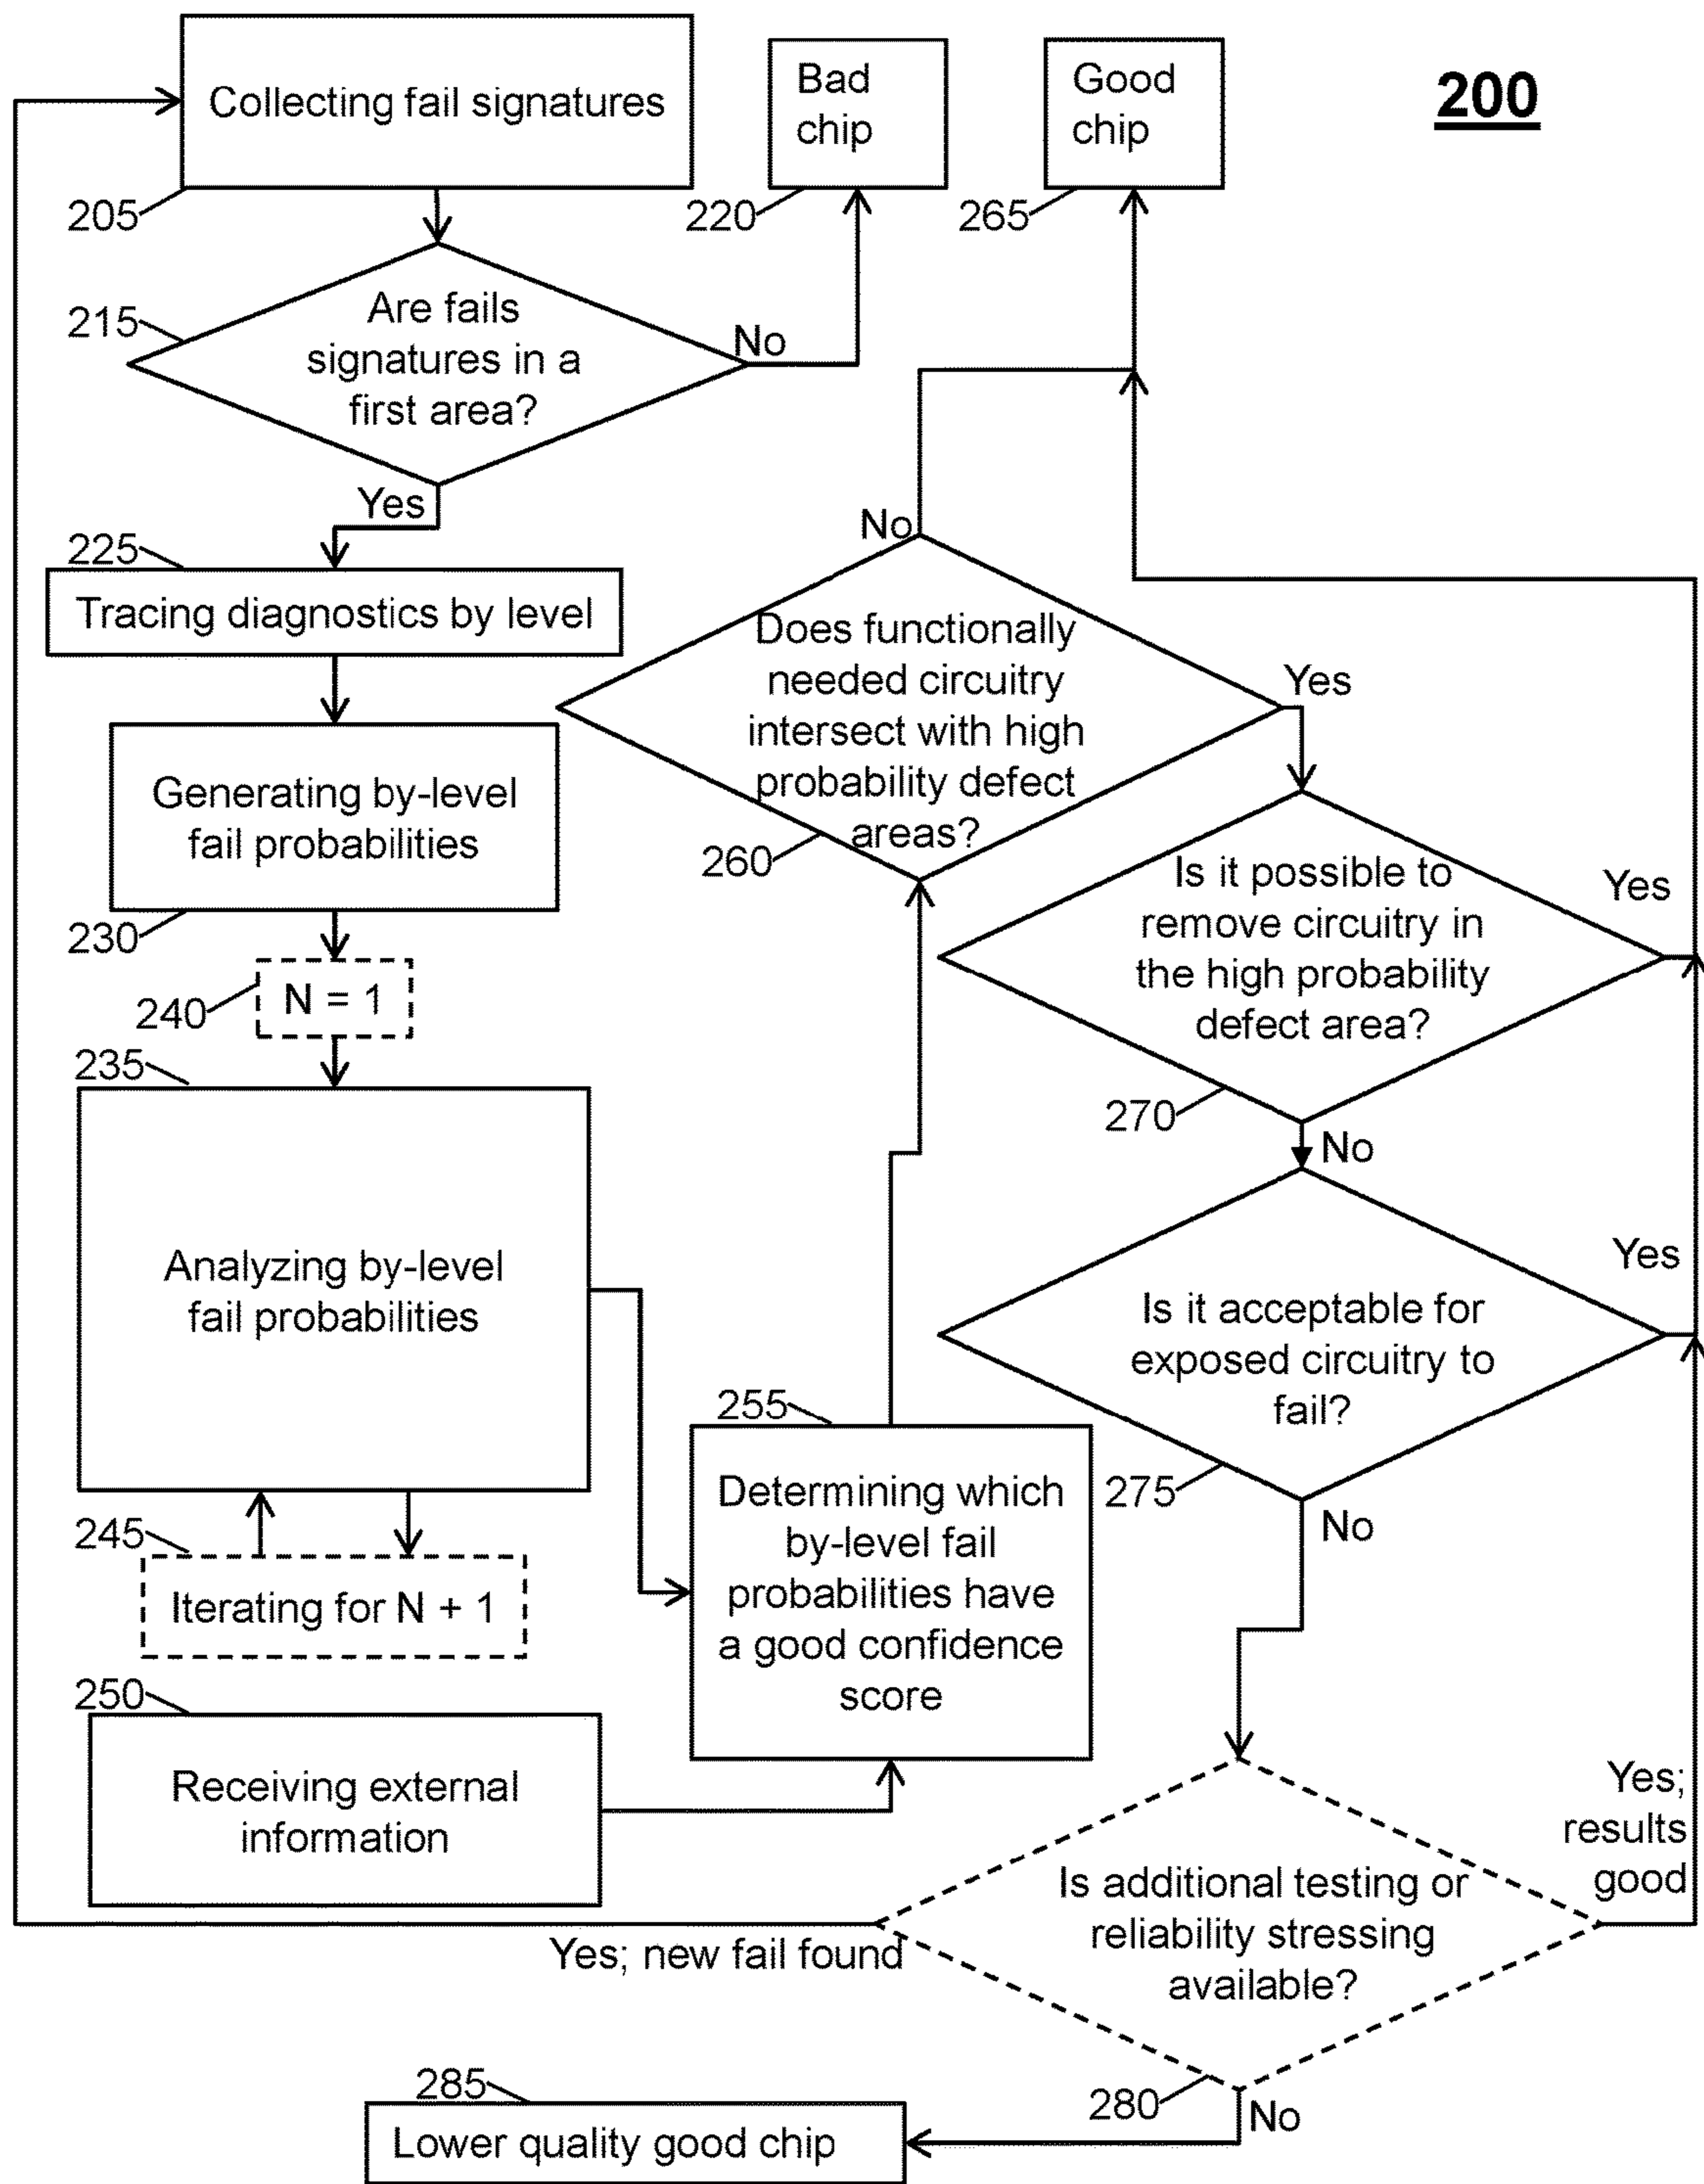 200
Collecting fail signatures
205
Bad
chip
220
Good
chip
265
215
Are fails
signatures in a
first area?
No
Yes
225
Tracing diagnostics by level
Generating by-level
fail probabilities
230
240
N = 1
235
Analyzing by-level
fail probabilities
245
Iterating for N + 1
250
Receiving external
information
255
Determining which
by-level fail
probabilities have
a good confidence
score
No
Does functionally
needed circuitry
intersect with high
probability defect
areas?
260
Yes
Is it possible to
remove circuitry in
the high probability
defect area?
Yes
270
No
Is it acceptable for
exposed circuitry to
fail?
Yes
275
No
Is additional testing or
reliability stressing
available?
Yes;
results
good
Yes; new fail found
280
No
285
Lower quality good chip